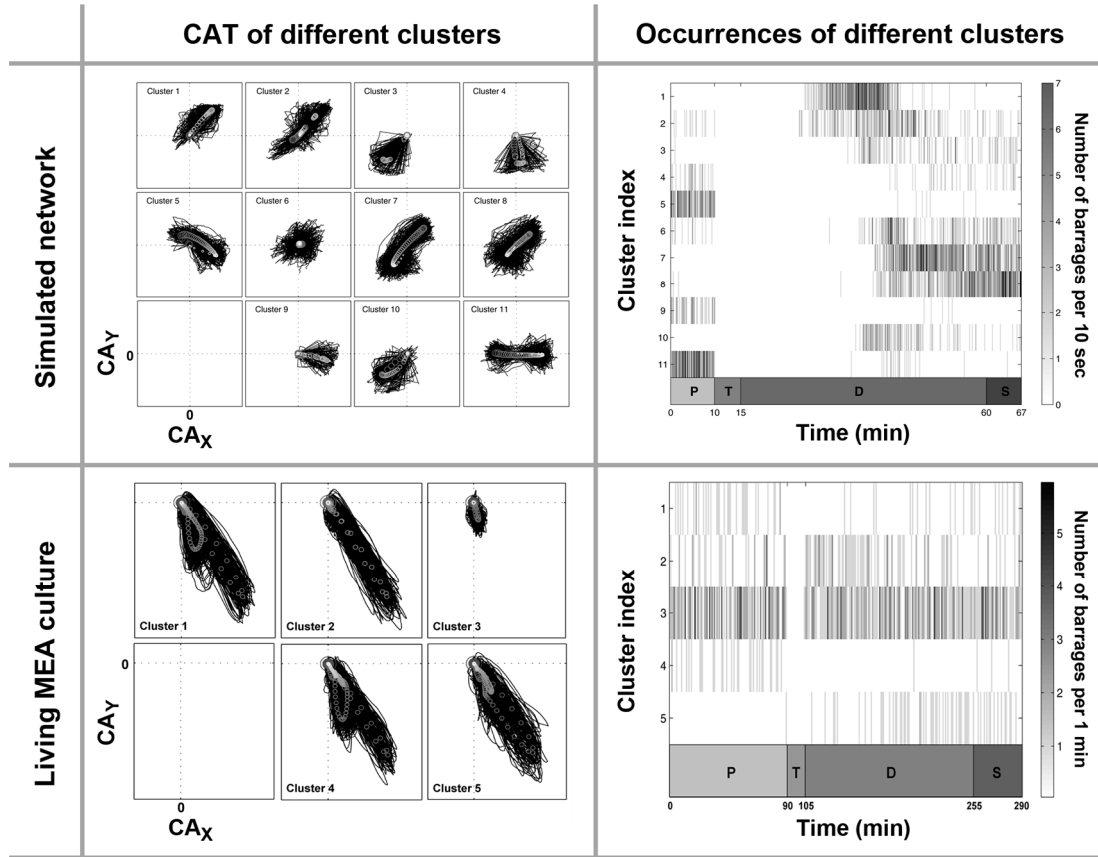 CAT of different clusters
Occurrences of different clusters
Simulated network
Cluster 1
Cluster 2
Cluster 3
Cluster 4
Cluster 5
Cluster 6
Cluster 7
Cluster 8
Cluster 9
Cluster 10
Cluster 11
CAY
0
0
CAX
Cluster index
1
2
3
4
5
6
7
8
9
10
11
P T D S
0 10 15 60 67
Time (min)
7
6
5
4
3
2
1
0
Number of barrages per 10 sec
Living MEA culture
Cluster 1
Cluster 2
Cluster 3
Cluster 4
Cluster 5
0
CAY
0
CAX
Cluster index
1
2
3
4
5
P T D S
0 90 105 255 290
Time (min)
5
4
3
2
1
Number of barrages per 1 min